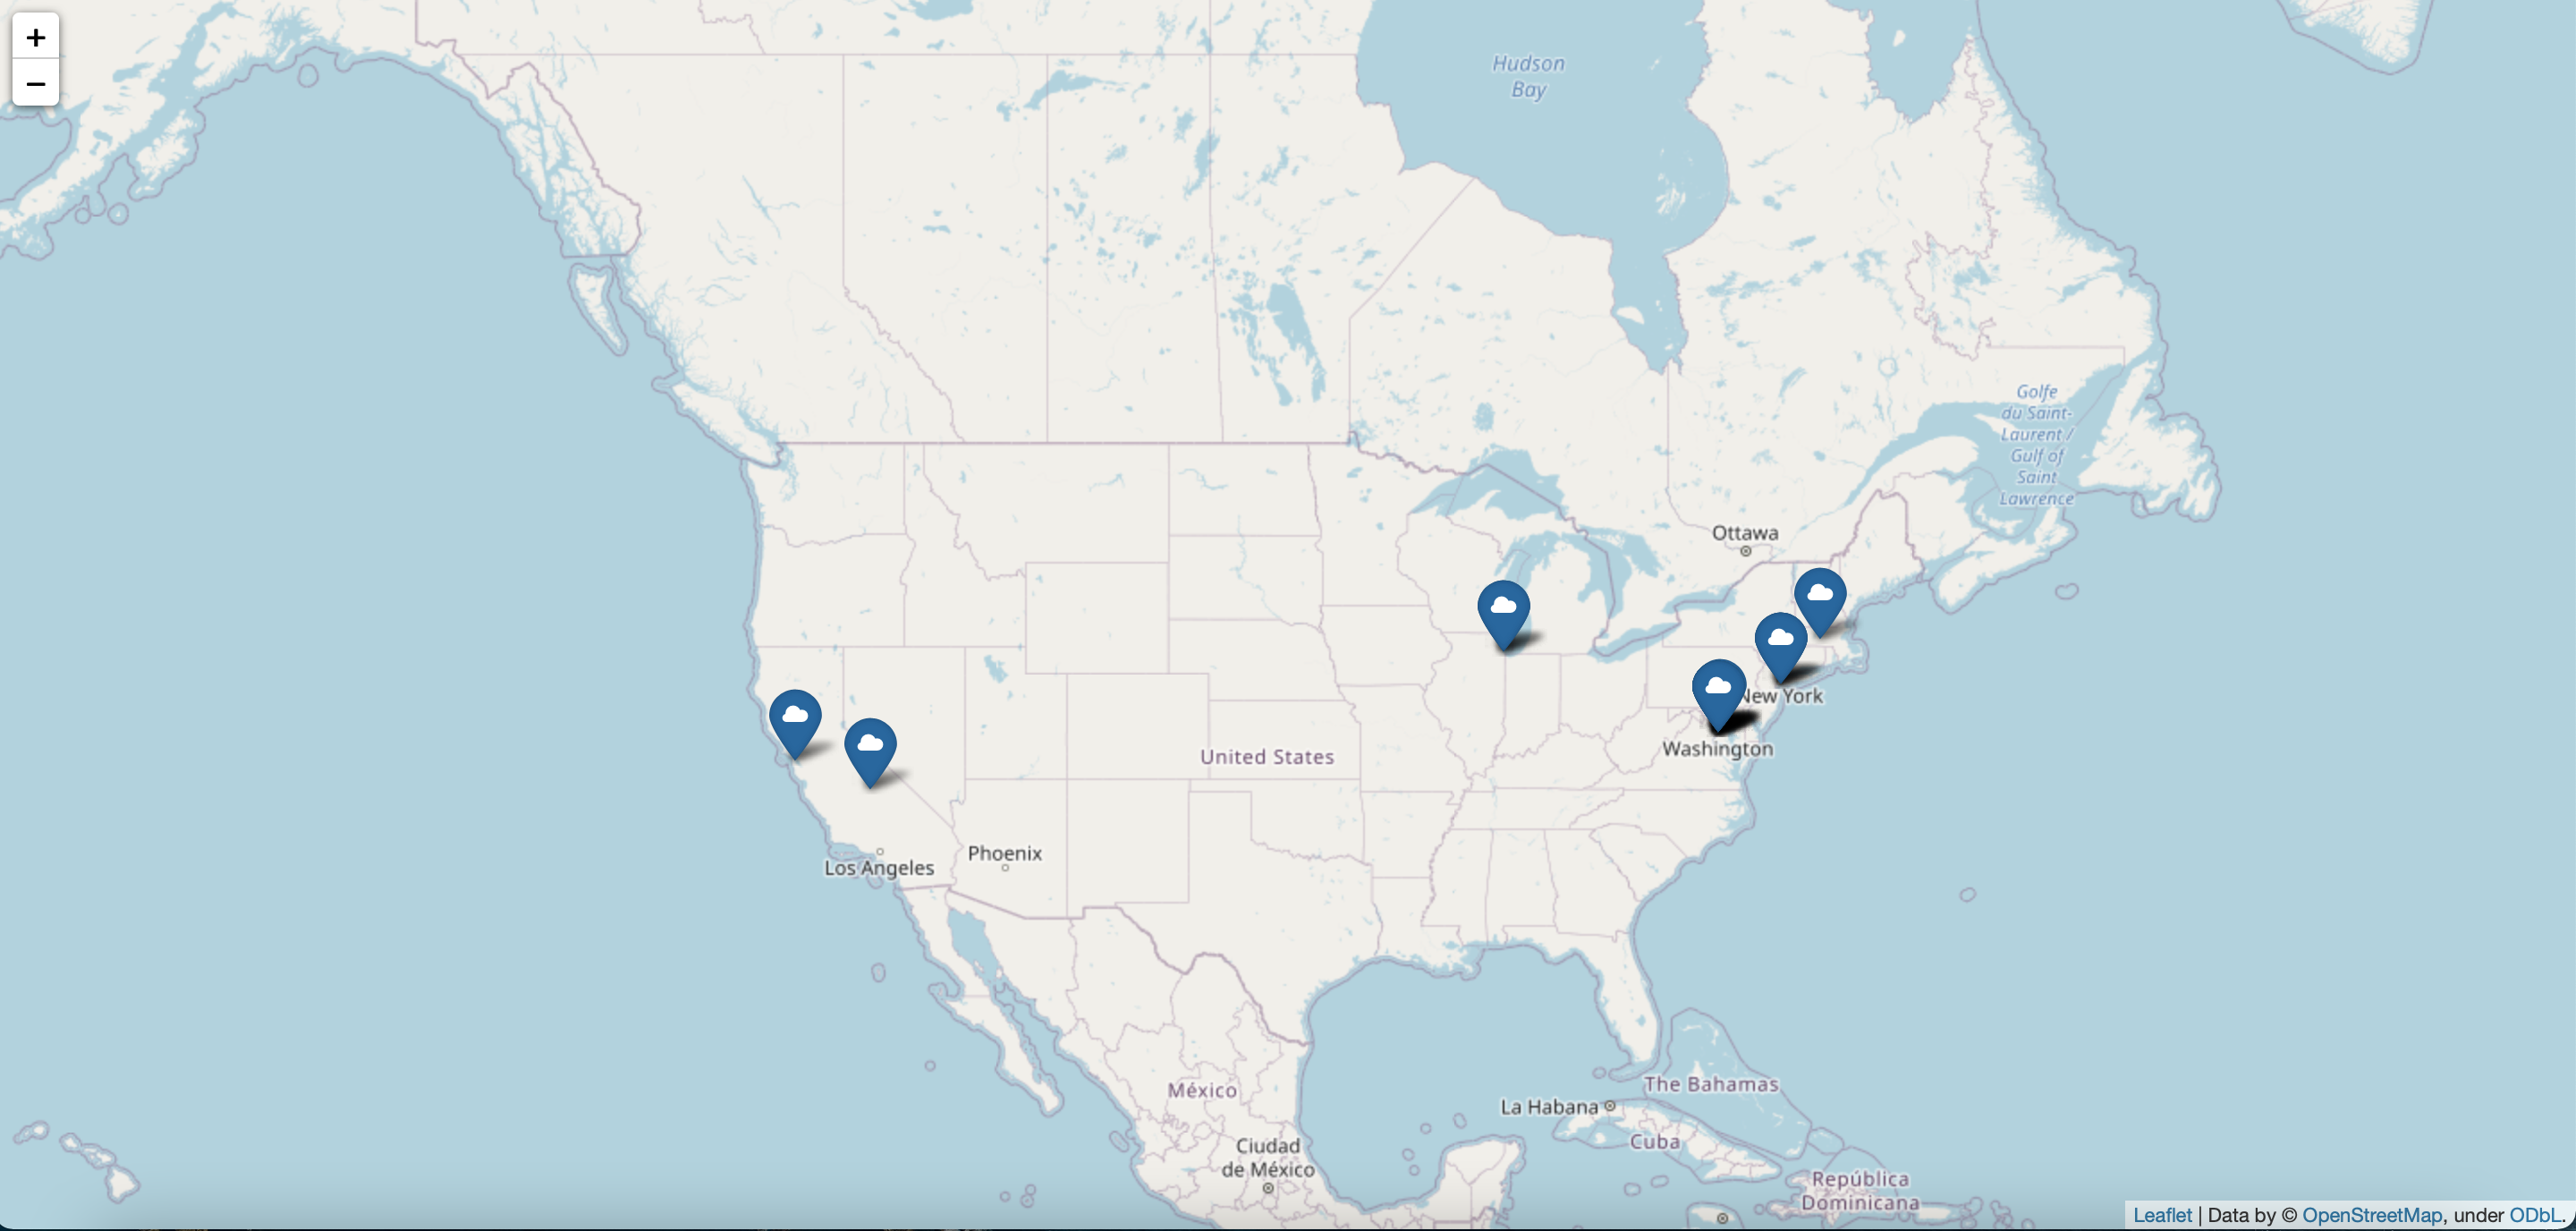 +
−
Hudson
Bay
Golfe
du Saint-
Laurent /
Gulf of
Saint
Lawrence
Ottawa
New York
Washington
United States
Los Angeles
Phoenix
México
Ciudad
de México
La Habana
The Bahamas
Cuba
República
Dominicana
Leaflet | Data by © OpenStreetMap, under ODbL.